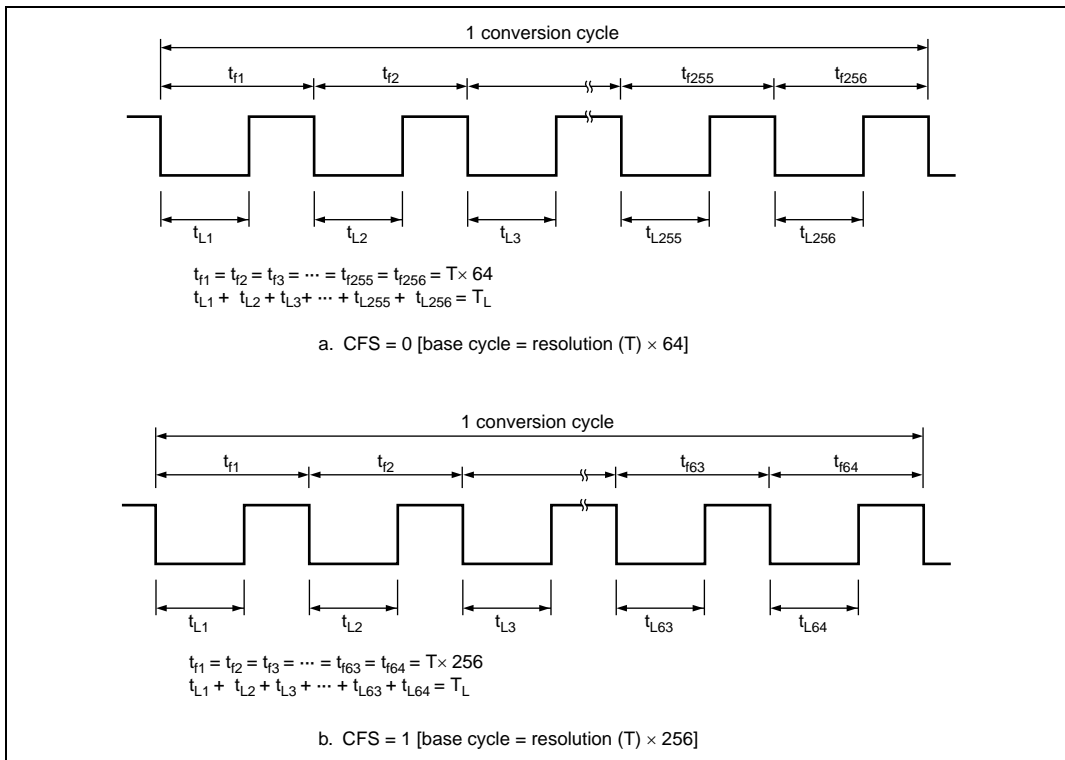 1 conversion cycle
tf1 tf2 tf255 tf256
tL1 tL2 tL3 tL255 tL256
tf1 = tf2 = tf3 = ··· = tf255 = tf256 = T× 64
tL1 + tL2 + tL3+ ··· + tL255 + tL256 = TL
a. CFS = 0 [base cycle = resolution (T) × 64]
1 conversion cycle
tf1 tf2 tf63 tf64
tL1 tL2 tL3 tL63 tL64
tf1 = tf2 = tf3 = ··· = tf63 = tf64 = T× 256
tL1 + tL2 + tL3 + ··· + tL63 + tL64 = TL
b. CFS = 1 [base cycle = resolution (T) × 256]